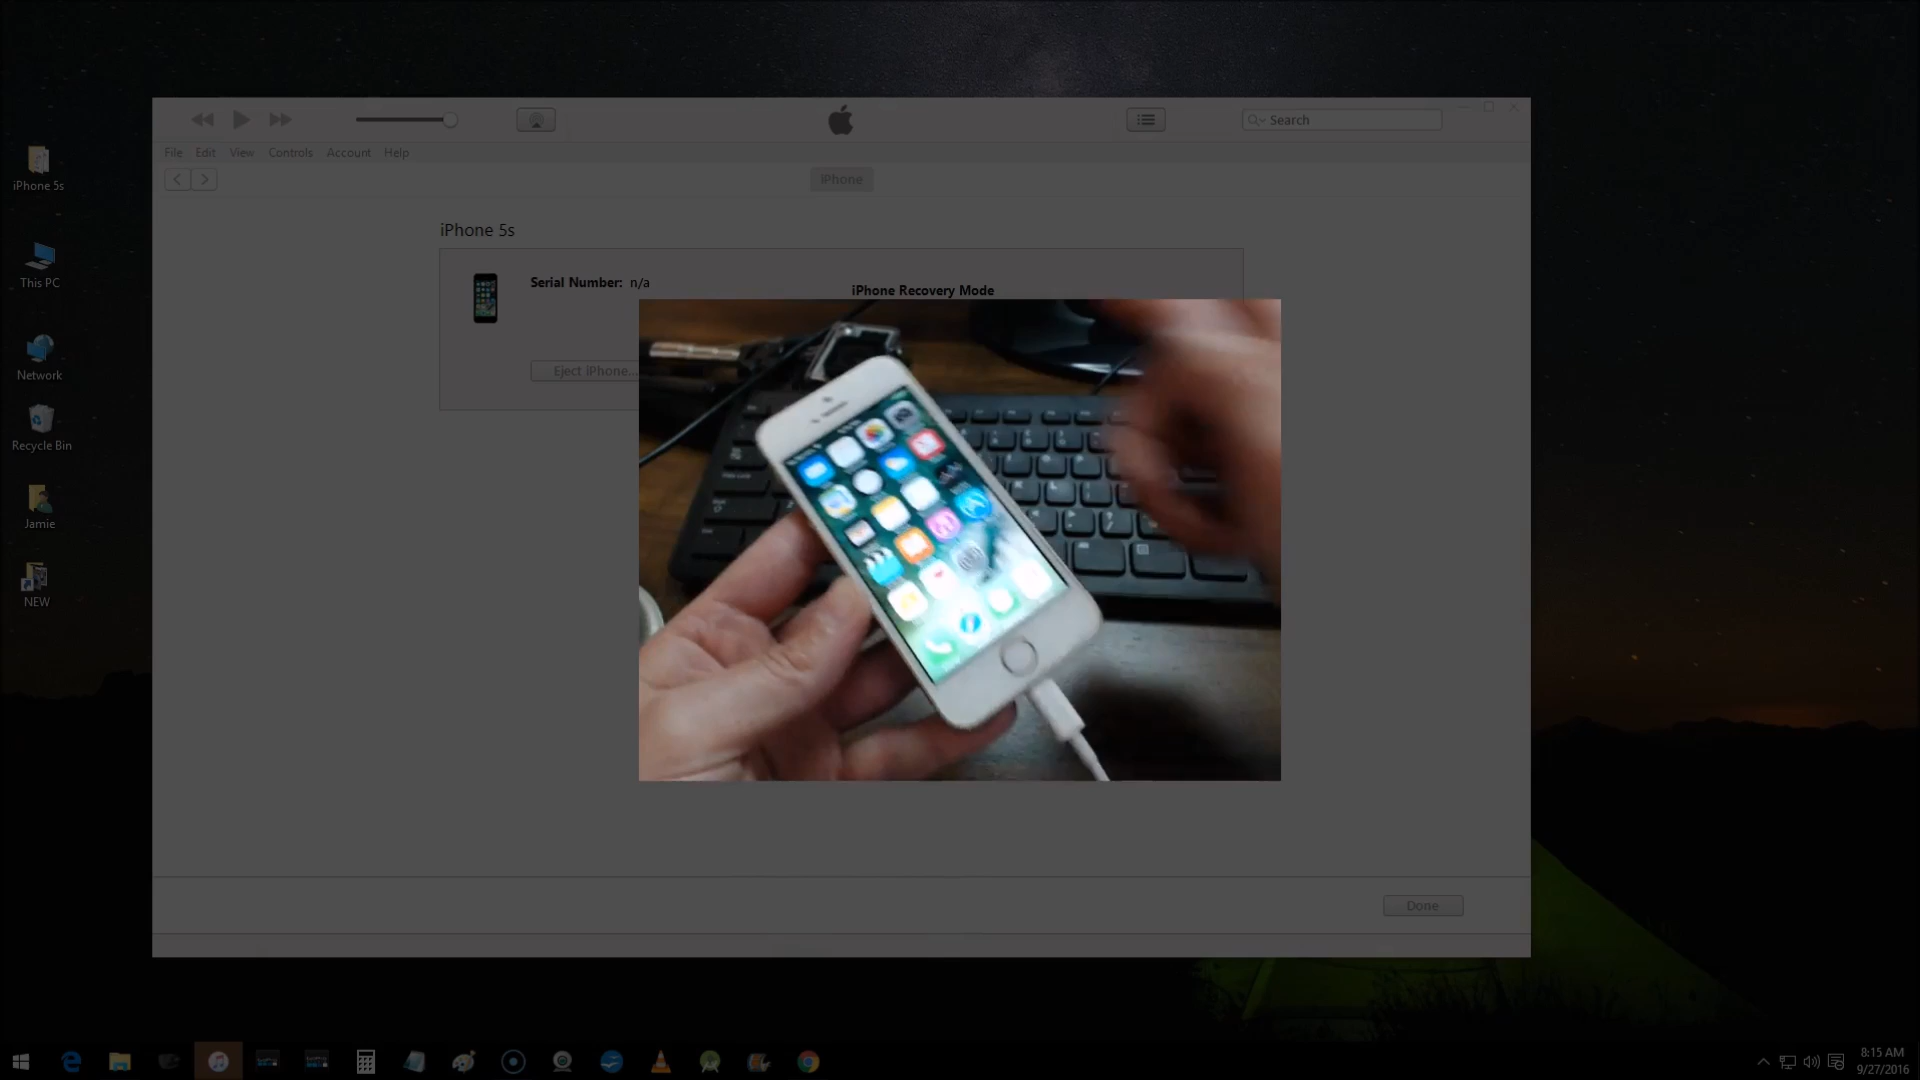 Search
File Edit View Controls Account Help
iPhone
iPhone 5s
Serial Number: n/a
iPhone Recovery Mode
Eject iPhone...
Done
iPhone 5s
This PC
Network
Recycle Bin
Jamie
NEW
8:15 AM
9/27/2016